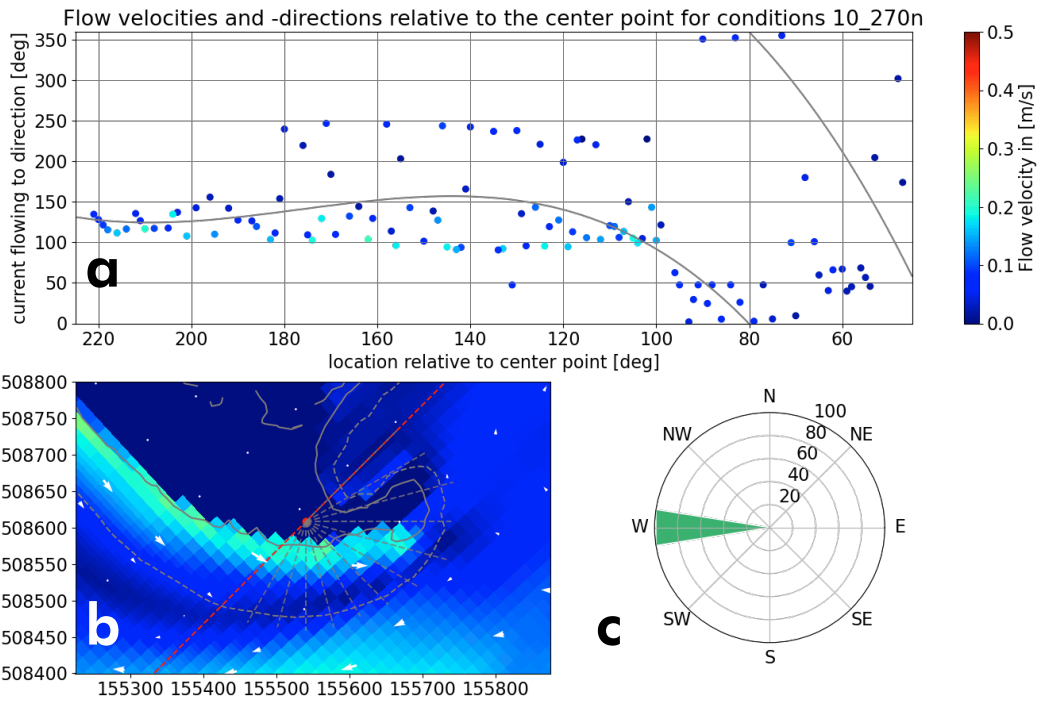 Flow velocities and -directions relative to the center point for conditions 10_270n
current flowing to direction [deg]
350
300
250
200
150
100
50
0
220 200 180 160 140 120 100 80 60
location relative to center point [deg]
a
0.5
0.4
0.3
0.2
0.1
0.0
Flow velocity in [m/s]
508800
508750
508700
508650
508600
508550
508500
508450
508400
155300 155400 155500 155600 155700 155800
b
c
N
NE
E
SE
S
SW
W
NW
100
80
60
40
20